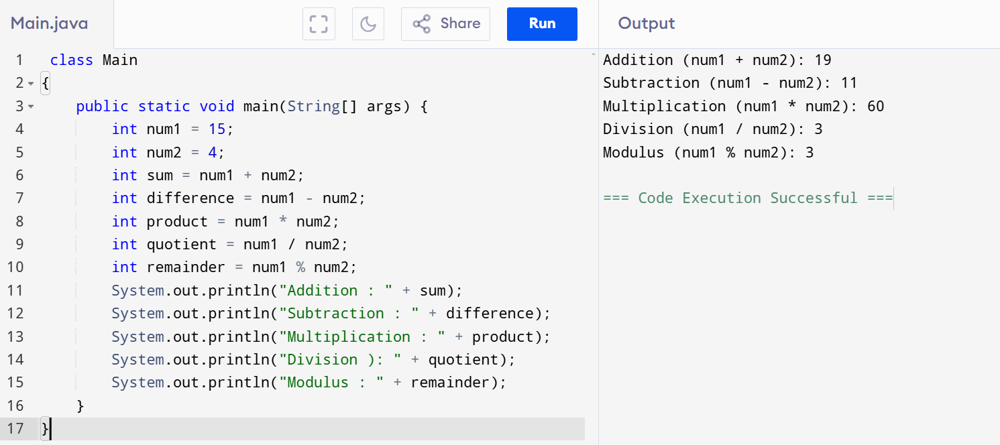 Main.java
Share
Run
Output
1 class Main
2 {
3 public static void main(String[] args) {
4 int num1 = 15;
5 int num2 = 4;
6 int sum = num1 + num2;
7 int difference = num1 - num2;
8 int product = num1 * num2;
9 int quotient = num1 / num2;
10 int remainder = num1 % num2;
11 System.out.println("Addition : " + sum);
12 System.out.println("Subtraction : " + difference);
13 System.out.println("Multiplication : " + product);
14 System.out.println("Division ): " + quotient);
15 System.out.println("Modulus : " + remainder);
16 }
17 }
Addition (num1 + num2): 19
Subtraction (num1 - num2): 11
Multiplication (num1 * num2): 60
Division (num1 / num2): 3
Modulus (num1 % num2): 3
=== Code Execution Successful ===